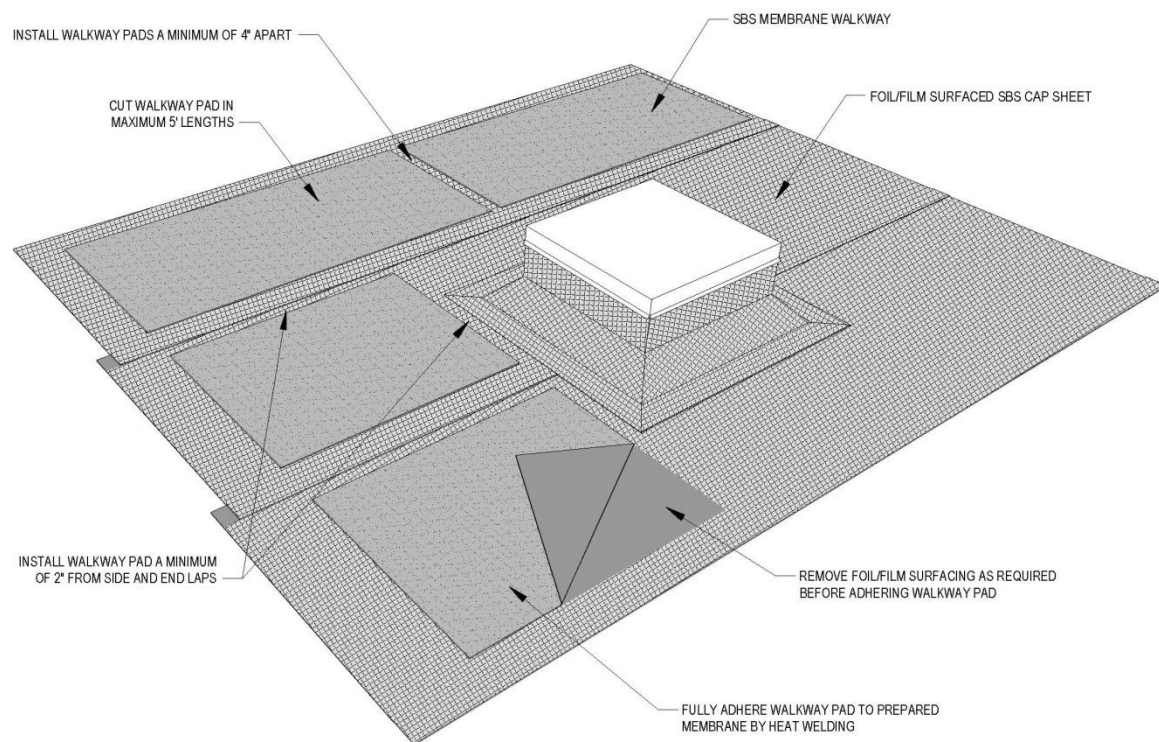 INSTALL WALKWAY PADS A MINIMUM OF 4" APART
SBS MEMBRANE WALKWAY
CUT WALKWAY PAD IN
MAXIMUM 5' LENGTHS
FOIL/FILM SURFACED SBS CAP SHEET
INSTALL WALKWAY PAD A MINIMUM
OF 2" FROM SIDE AND END LAPS
REMOVE FOIL/FILM SURFACING AS REQUIRED
BEFORE ADHERING WALKWAY PAD
FULLY ADHERE WALKWAY PAD TO PREPARED
MEMBRANE BY HEAT WELDING